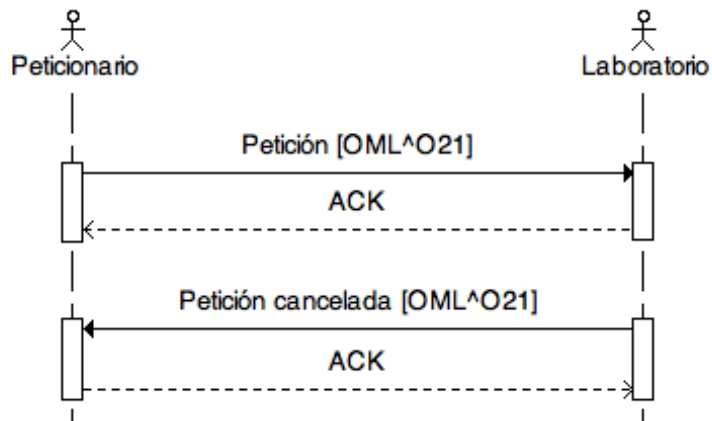 Peticionario
Laboratorio
Petición [OML^O21]
ACK
Petición cancelada [OML^O21]
ACK